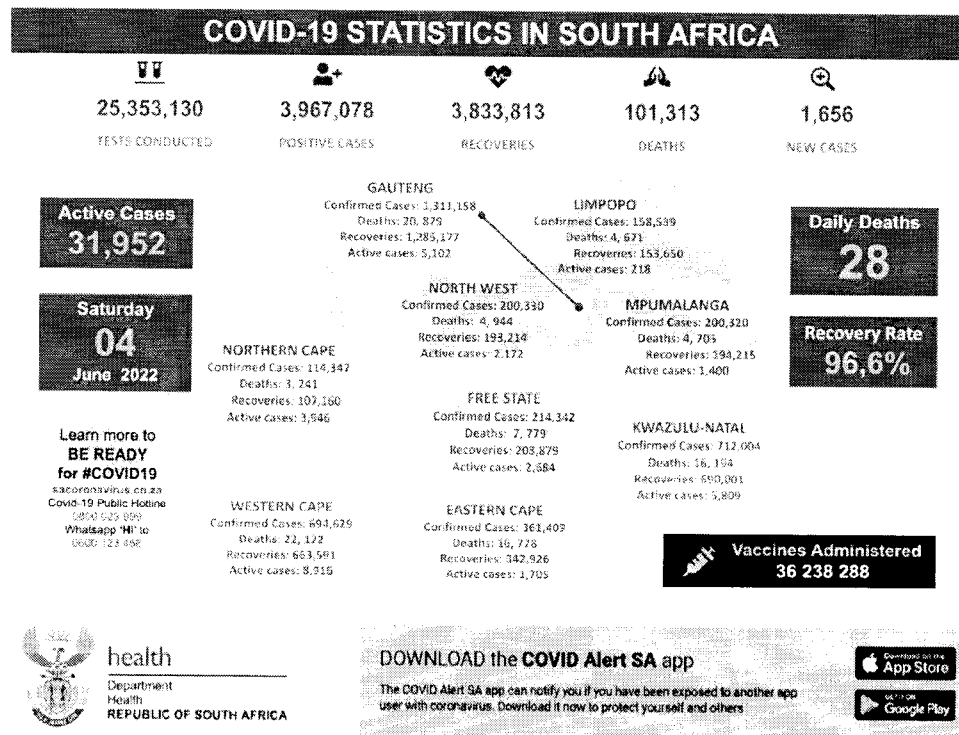 COVID-19 STATISTICS IN SOUTH AFRICA
25,353,130
TESTS CONDUCTED
3,967,078
POSITIVE CASES
3,833,813
RECOVERIES
101,313
DEATHS
1,656
NEW CASES
Active Cases
31,952
Saturday
04
June 2022
Learn more to
BE READY
for #COVID19
sacoronavirus.co.za
Covid-19 Public Hotline
Whatsapp 'Hi' to
GAUTENG
Confirmed Cases: 1,311,158
Deaths: 20, 879
Recoveries: 1,285,177
Active cases: 5,102
LIMPOPO
Confirmed Cases: 158,539
Deaths: 4, 671
Recoveries: 153,650
Active cases: 218
NORTH WEST
Confirmed Cases: 200,330
Deaths: 4, 944
Recoveries: 193,214
Active cases: 2,172
MPUMALANGA
Confirmed Cases: 200,320
Deaths: 4, 705
Recoveries: 194,215
Active cases: 1,400
NORTHERN CAPE
Confirmed Cases: 114,347
Deaths: 3, 241
Recoveries: 107,160
Active cases: 3,946
FREE STATE
Confirmed Cases: 214,342
Deaths: 7, 779
Recoveries: 203,879
Active cases: 2,684
KWAZULU-NATAL
Confirmed Cases: 712,004
Deaths: 16, 194
Recoveries: 690,001
Active cases: 5,809
WESTERN CAPE
Confirmed Cases: 694,629
Deaths: 22, 122
Recoveries: 663,591
Active cases: 8,916
EASTERN CAPE
Confirmed Cases: 361,409
Deaths: 16, 778
Recoveries: 342,926
Active cases: 1,705
Daily Deaths
28
Recovery Rate
96,6%
Vaccines Administered
36 238 288
health
Department
Health
REPUBLIC OF SOUTH AFRICA
DOWNLOAD the COVID Alert SA app
The COVID Alert SA app can notify you if you have been exposed to another app
user with coronavirus. Download it now to protect yourself and others
Download on the
App Store
GET IT ON
Google Play